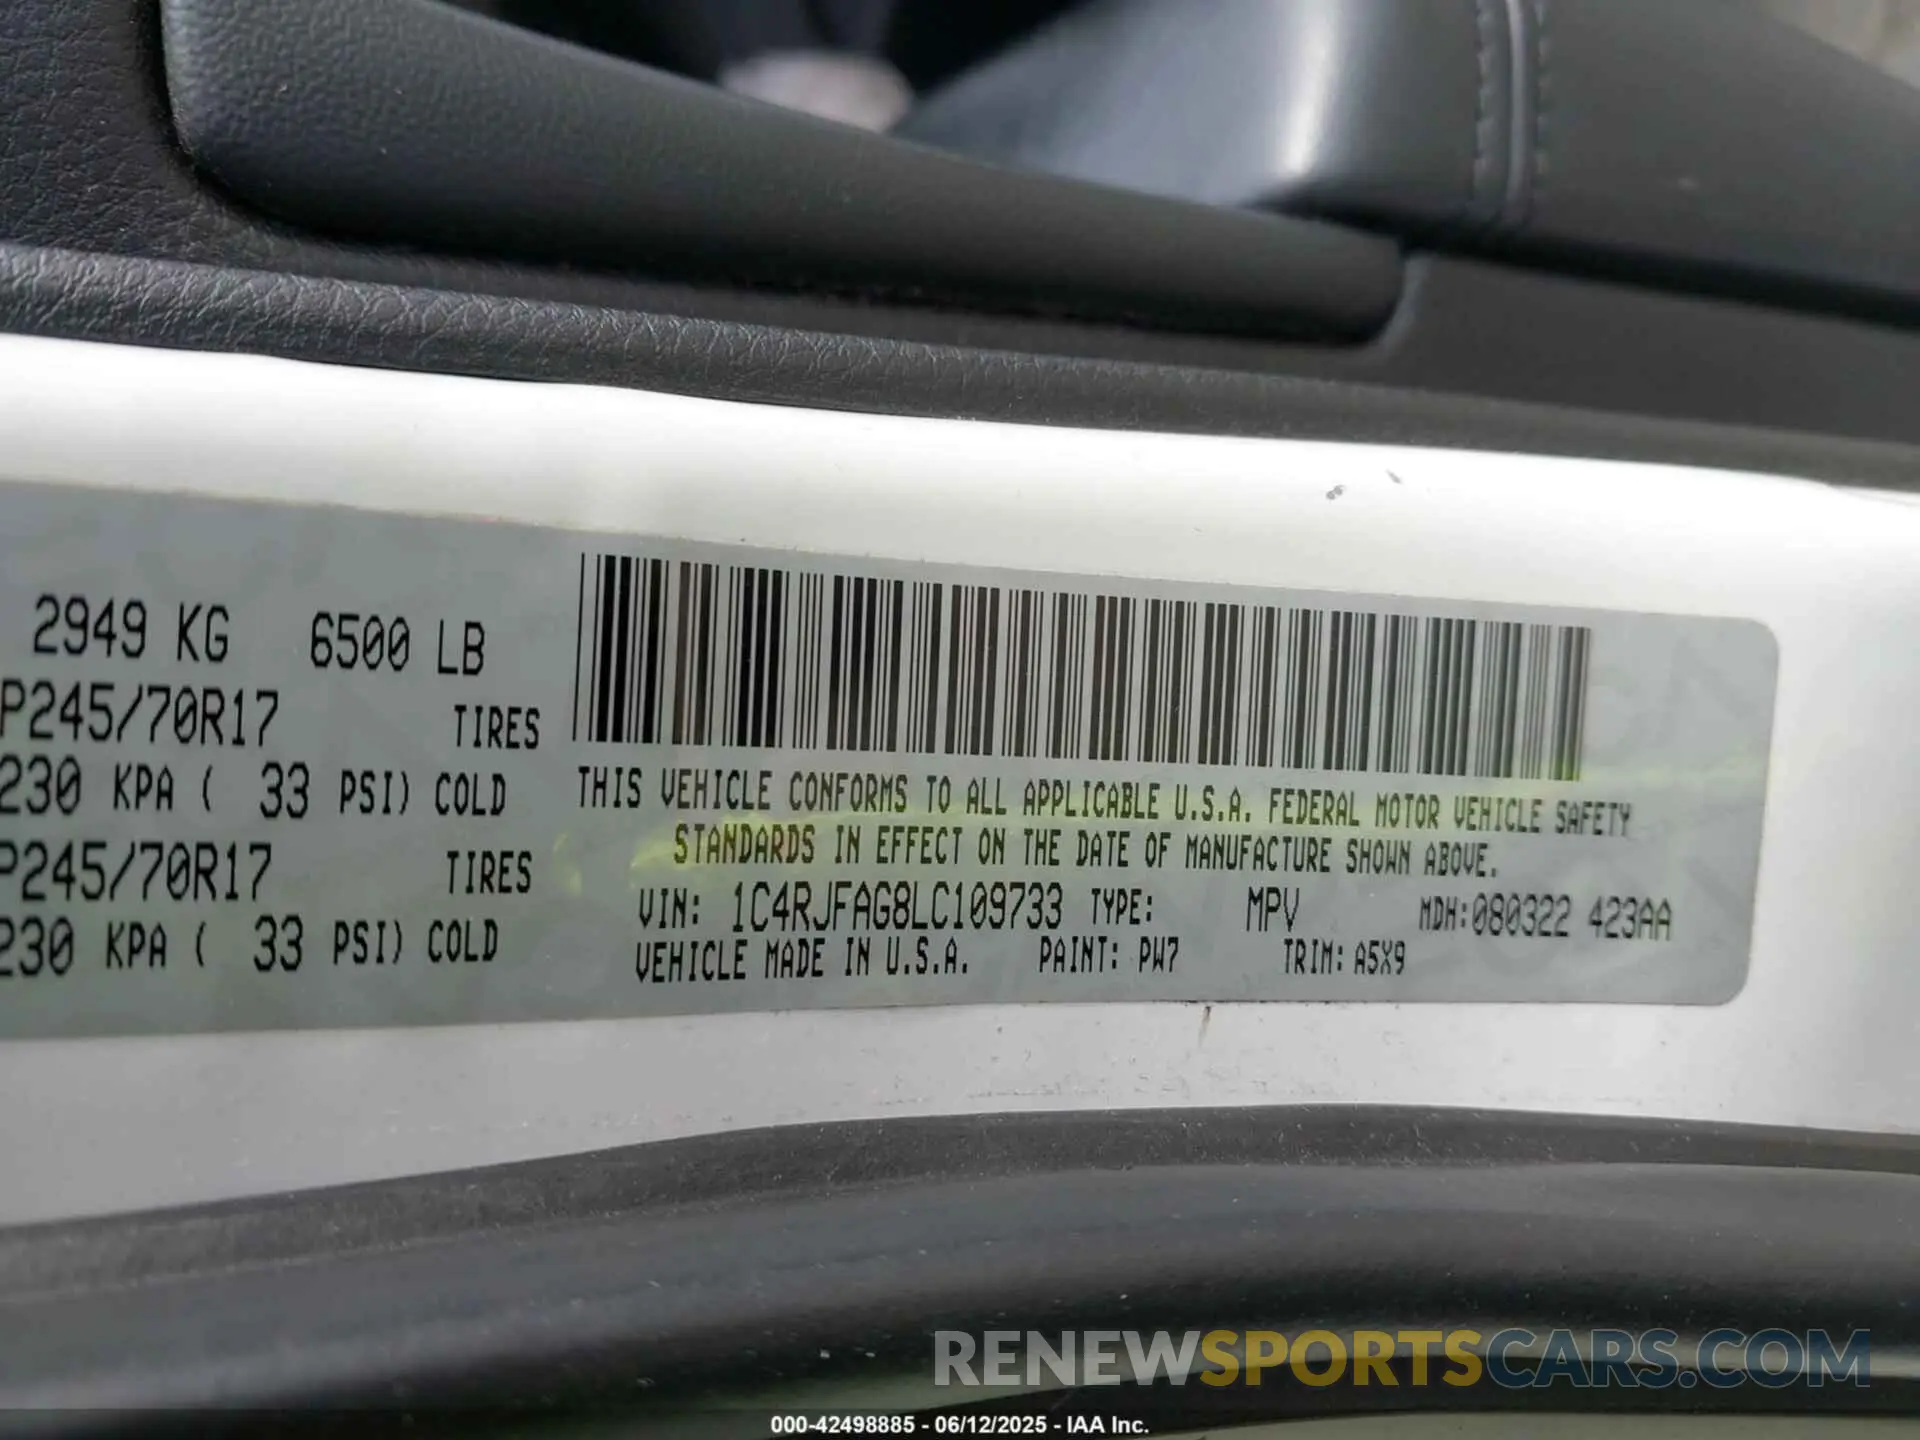 2949 KG 6500 LB
P245/70R17 TIRES
230 KPA ( 33 PSI) COLD
P245/70R17 TIRES
230 KPA ( 33 PSI) COLD
THIS VEHICLE CONFORMS TO ALL APPLICABLE U.S.A. FEDERAL MOTOR VEHICLE SAFETY
STANDARDS IN EFFECT ON THE DATE OF MANUFACTURE SHOWN ABOVE.
VIN: 1C4RJFAG8LC109733 TYPE: MPV MDH:080322 423AA
VEHICLE MADE IN U.S.A. PAINT: PW7 TRIM: A5X9
RENEWSPORTSCARS.COM
000-42498885 - 06/12/2025 - IAA Inc.